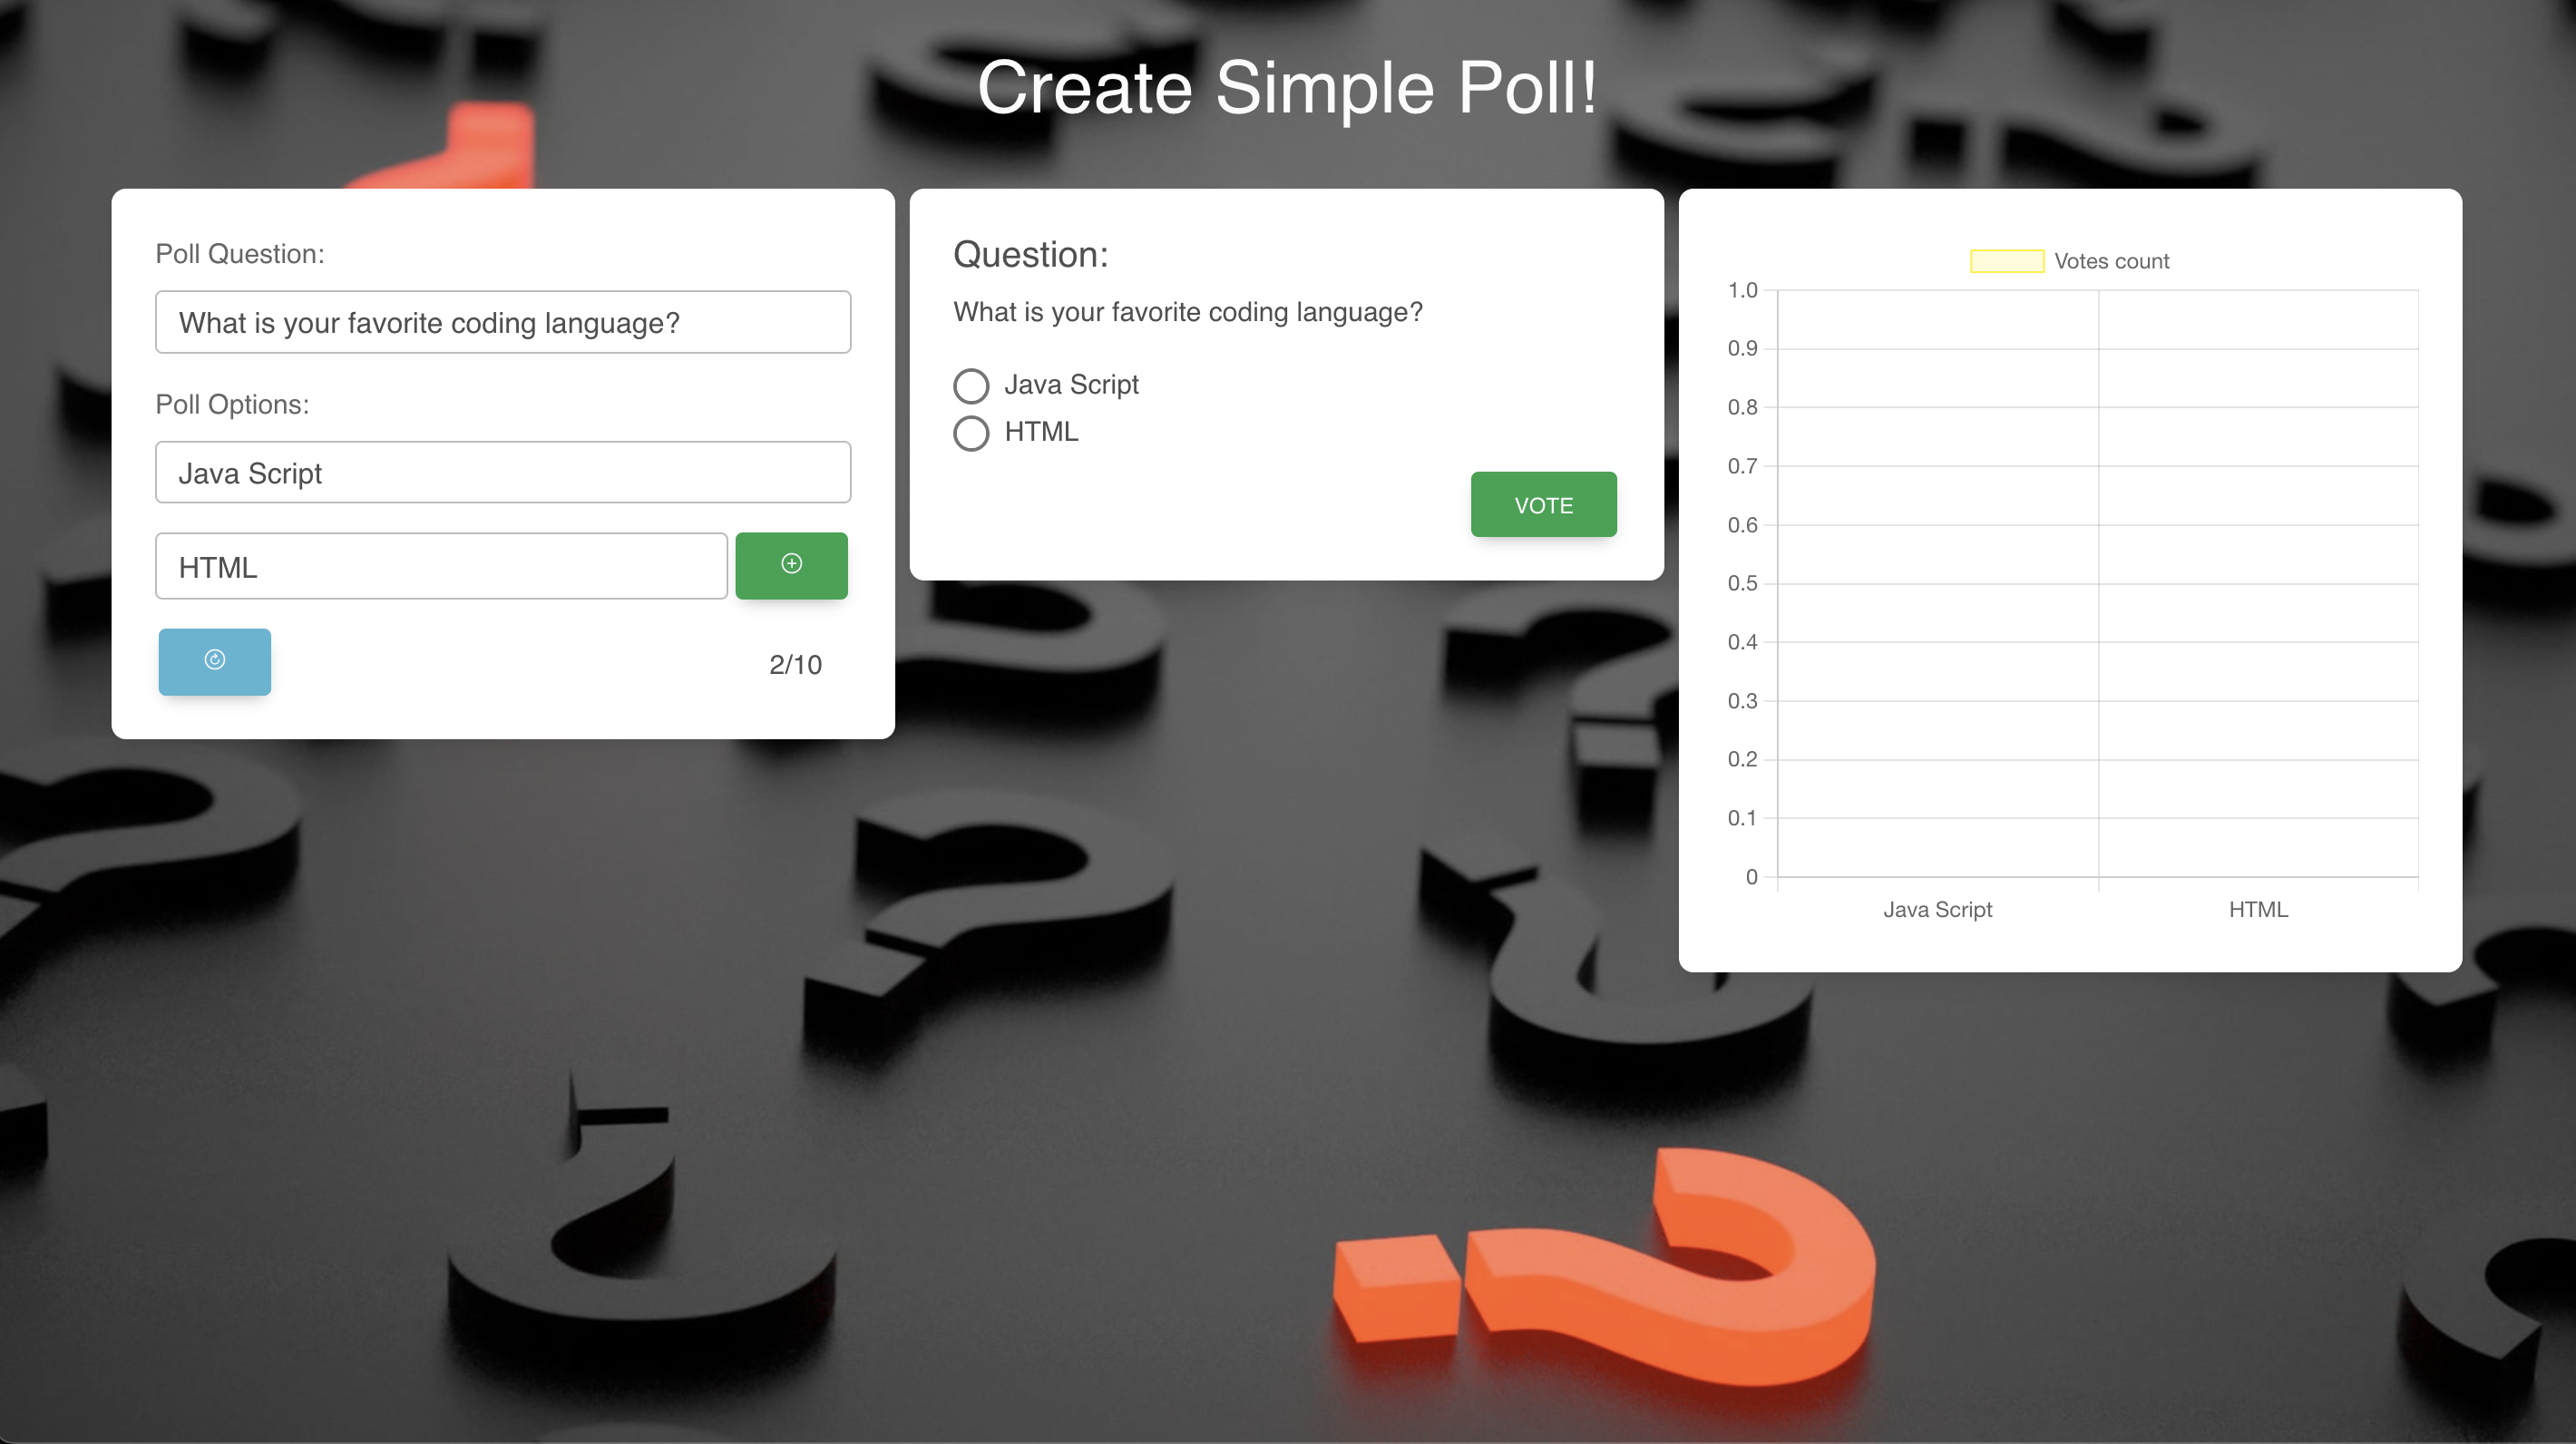 Create Simple Poll!
Poll Question:
What is your favorite coding language?
Poll Options:
Java Script
HTML
2/10
Question:
What is your favorite coding language?
Java Script
HTML
VOTE
Votes count
1.0
0.9
0.8
0.7
0.6
0.5
0.4
0.3
0.2
0.1
0
Java Script HTML